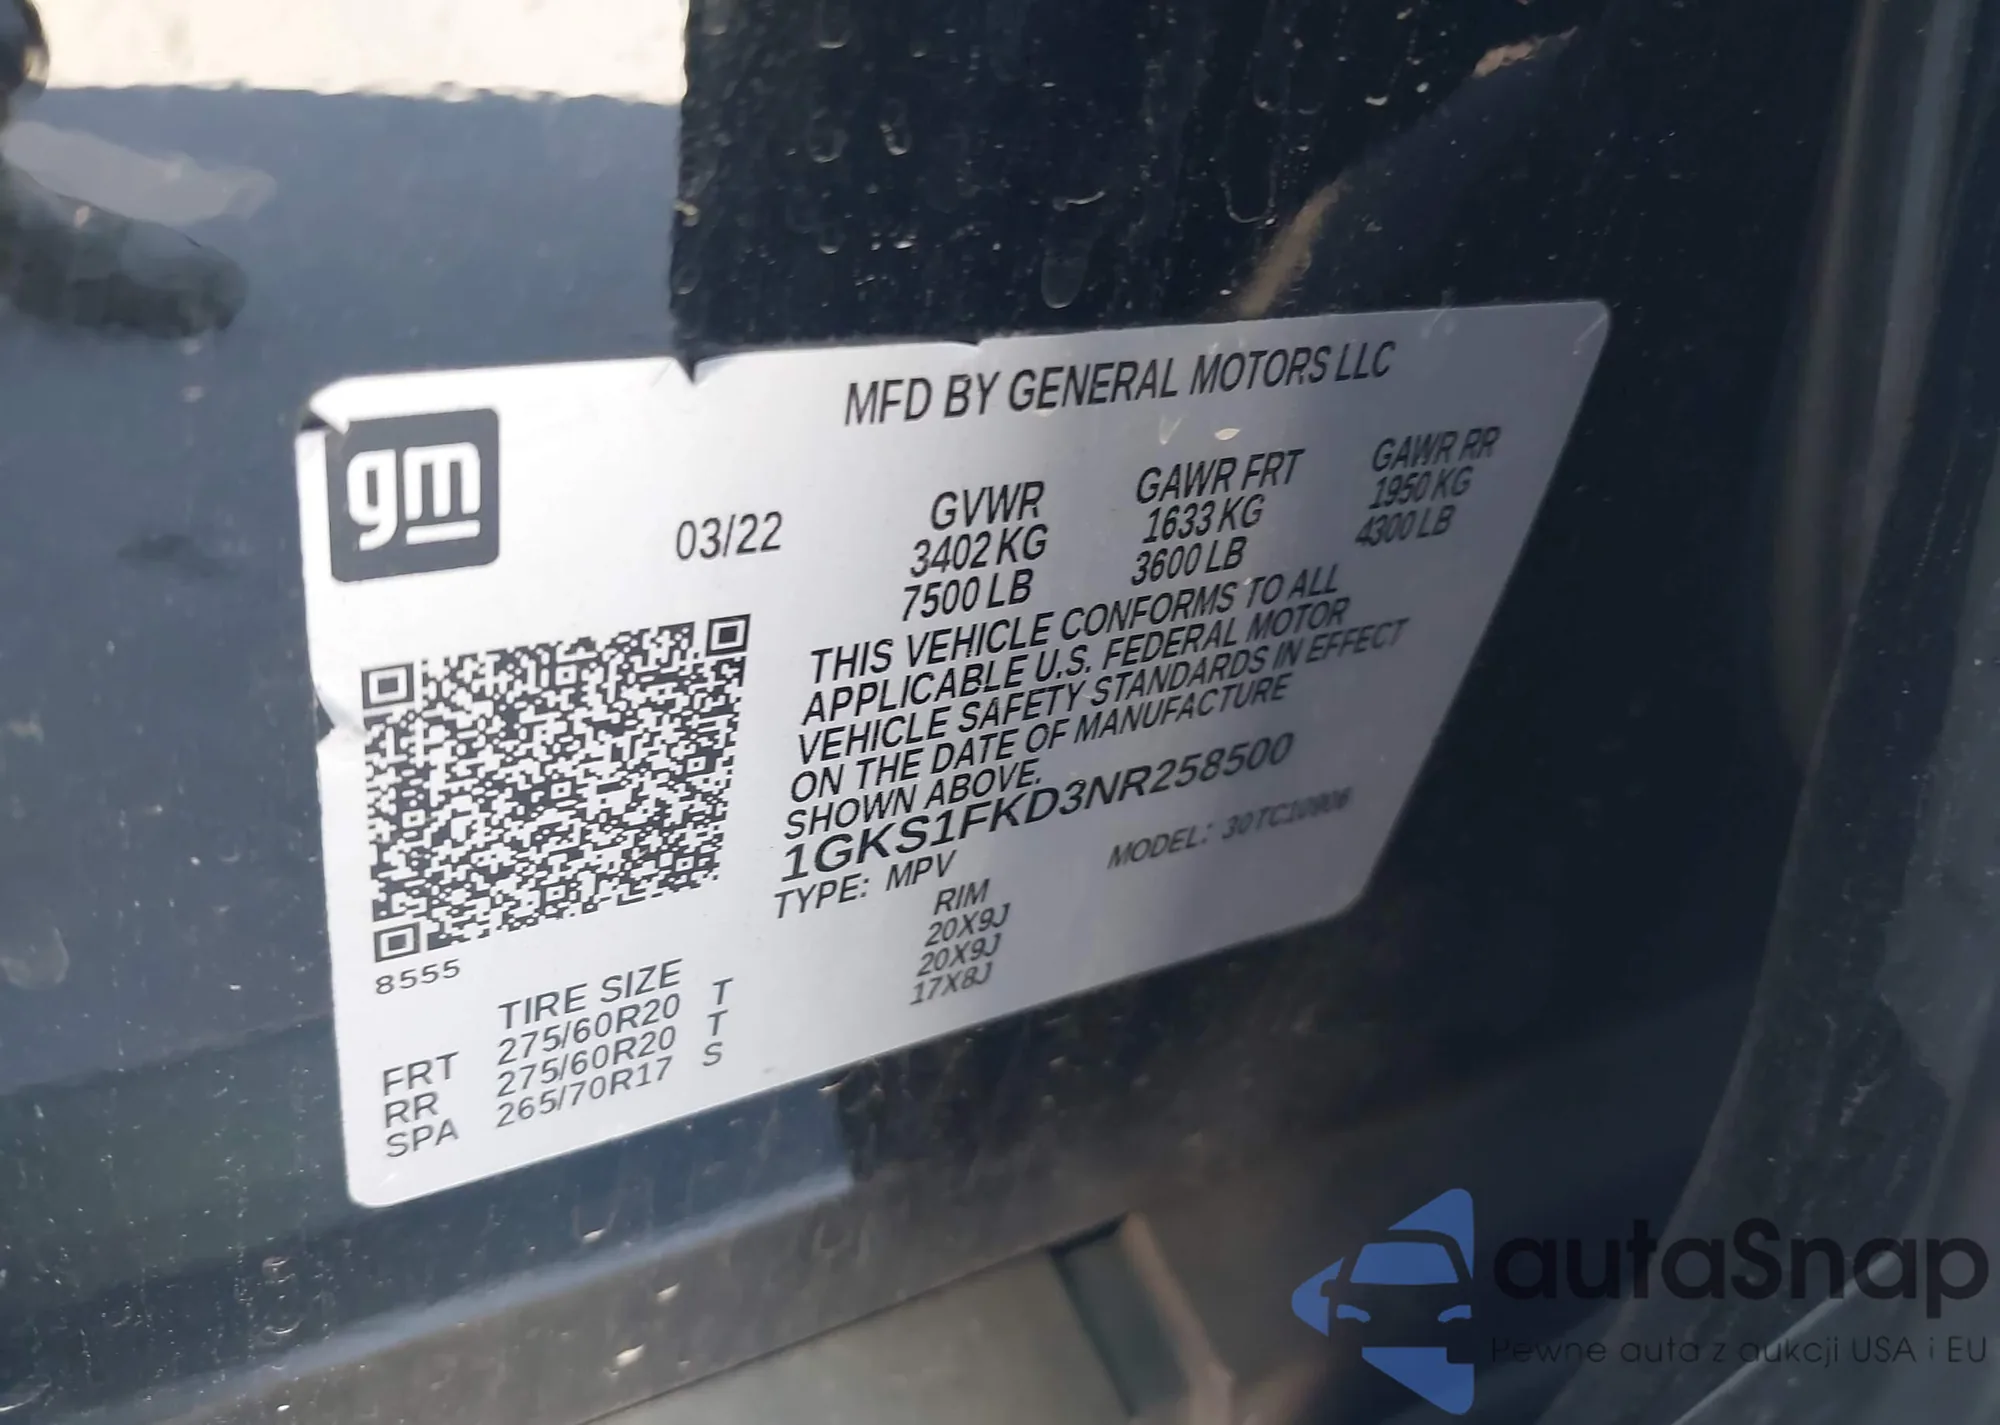 MFD BY GENERAL MOTORS LLC
gm
03/22
GVWR
3402 KG
7500 LB
GAWR FRT
1633 KG
3600 LB
GAWR RR
1950 KG
4300 LB
THIS VEHICLE CONFORMS TO ALL
APPLICABLE U.S. FEDERAL MOTOR
VEHICLE SAFETY STANDARDS IN EFFECT
ON THE DATE OF MANUFACTURE
SHOWN ABOVE.
1GKS1FKD3NR258500
TYPE: MPV
MODEL: 30TC10906
8555
TIRE SIZE
RIM
FRT 275/60R20 T 20X9J
RR 275/60R20 T 20X9J
SPA 265/70R17 S 17X8J
autaSnap
Pewne auta z aukcji USA i EU